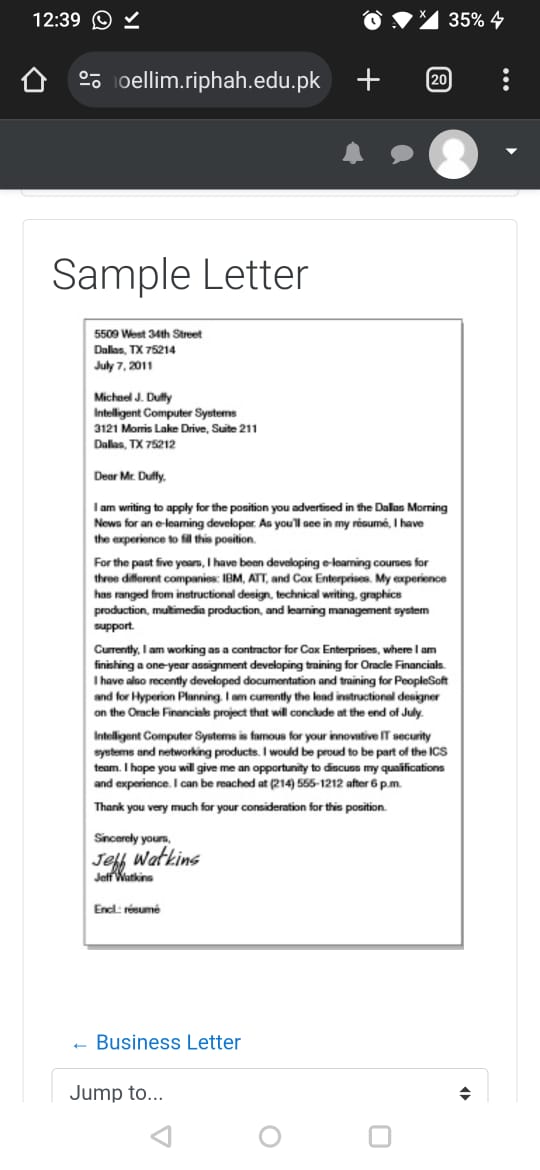 12:39
35%
oellim.riphah.edu.pk
20
Sample Letter
5509 West 34th Street
Dallas, TX 75214
July 7, 2011
Michael J. Duffy
Intelligent Computer Systems
3121 Morris Lake Drive, Suite 211
Dallas, TX 75212
Dear Mr. Duffy,
I am writing to apply for the position you advertised in the Dallas Morning
News for an e-learning developer. As you'll see in my résumé, I have
the experience to fill this position.
For the past five years, I have been developing e-learning courses for
three different companies: IBM, ATT, and Cox Enterprises. My experience
has ranged from instructional design, technical writing, graphics
production, multimedia production, and learning management system
support.
Currently, I am working as a contractor for Cox Enterprises, where I am
finishing a one-year assignment developing training for Oracle Financials.
I have also recently developed documentation and training for PeopleSoft
and for Hyperion Planning. I am currently the lead instructional designer
on the Oracle Financials project that will conclude at the end of July.
Intelligent Computer Systems is famous for your innovative IT security
systems and networking products. I would be proud to be part of the ICS
team. I hope you will give me an opportunity to discuss my qualifications
and experience. I can be reached at (214) 555-1212 after 6 p.m.
Thank you very much for your consideration for this position.
Sincerely yours,
Jeff Watkins
Jeff Watkins
Encl.: résumé
← Business Letter
Jump to...